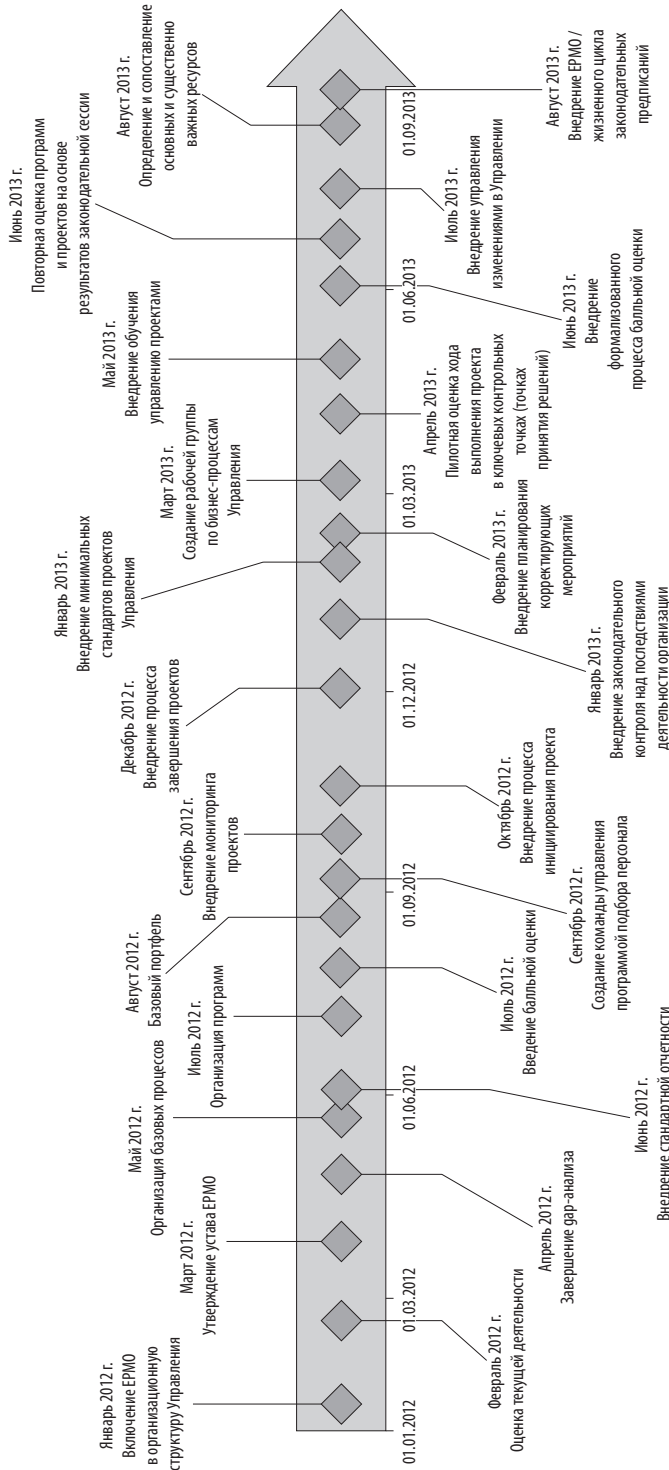 Январь 2012 г.
Включение EPMO
в организационную
структуру Управления
Март 2012 г.
Утверждение устава EPMO
Май 2012 г.
Организация базовых процессов
Июль 2012 г.
Организация программ
Август 2012 г.
Базовый портфель
Сентябрь 2012 г.
Внедрение мониторинга
проектов
Декабрь 2012 г.
Внедрение процесса
завершения проектов
Январь 2013 г.
Внедрение минимальных
стандартов проектов
Управления
Март 2013 г.
Создание рабочей группы
по бизнес-процессам
Управления
Май 2013 г.
Внедрение обучения
управлению проектами
Июнь 2013 г.
Повторная оценка программ
и проектов на основе
результатов законодательной сессии
Август 2013 г.
Определение и сопоставление
основных и существенно
важных ресурсов
01.01.2012
01.03.2012
01.06.2012
01.09.2012
01.12.2012
01.03.2013
01.06.2013
01.09.2013
Февраль 2012 г.
Оценка текущей деятельности
Апрель 2012 г.
Завершение gap-анализа
Июнь 2012 г.
Внедрение стандартной отчетности
Июль 2012 г.
Введение балльной оценки
Сентябрь 2012 г.
Создание команды управления
программой подбора персонала
Октябрь 2012 г.
Внедрение процесса
инициирования проекта
Январь 2013 г.
Внедрение законодательного
контроля над последствиями
деятельности организации
Февраль 2013 г.
Внедрение планирования
корректирующих
мероприятий
Апрель 2013 г.
Пилотная оценка хода
выполнения проекта
в ключевых контрольных
точках (точках
принятия решений)
Июнь 2013 г.
Внедрение
формализованного
процесса балльной оценки
Июль 2013 г.
Внедрение управления
изменениями в Управлении
Август 2013 г.
Внедрение EPMO /
жизненного цикла
законодательных
предписаний